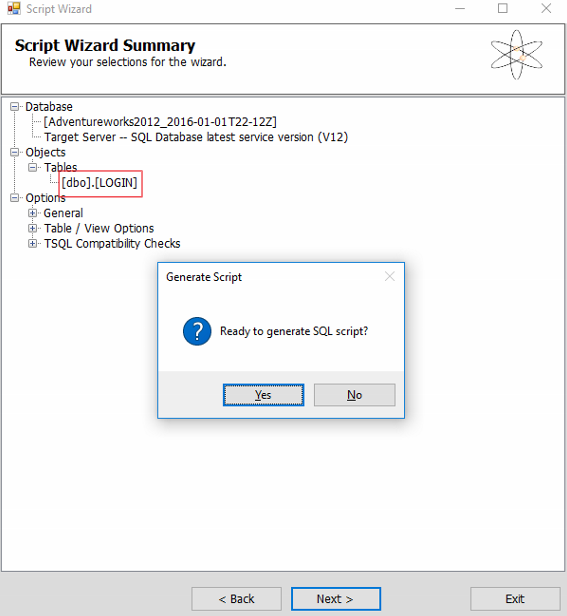 Script Wizard
Script Wizard Summary
Review your selections for the wizard.
Database
[Adventureworks2012_2016-01-01T22-12Z]
Target Server -- SQL Database latest service version (V12)
Objects
Tables
[dbo].[LOGIN]
Options
General
Table / View Options
TSQL Compatibility Checks
Generate Script
Ready to generate SQL script?
Yes
No
< Back
Next >
Exit